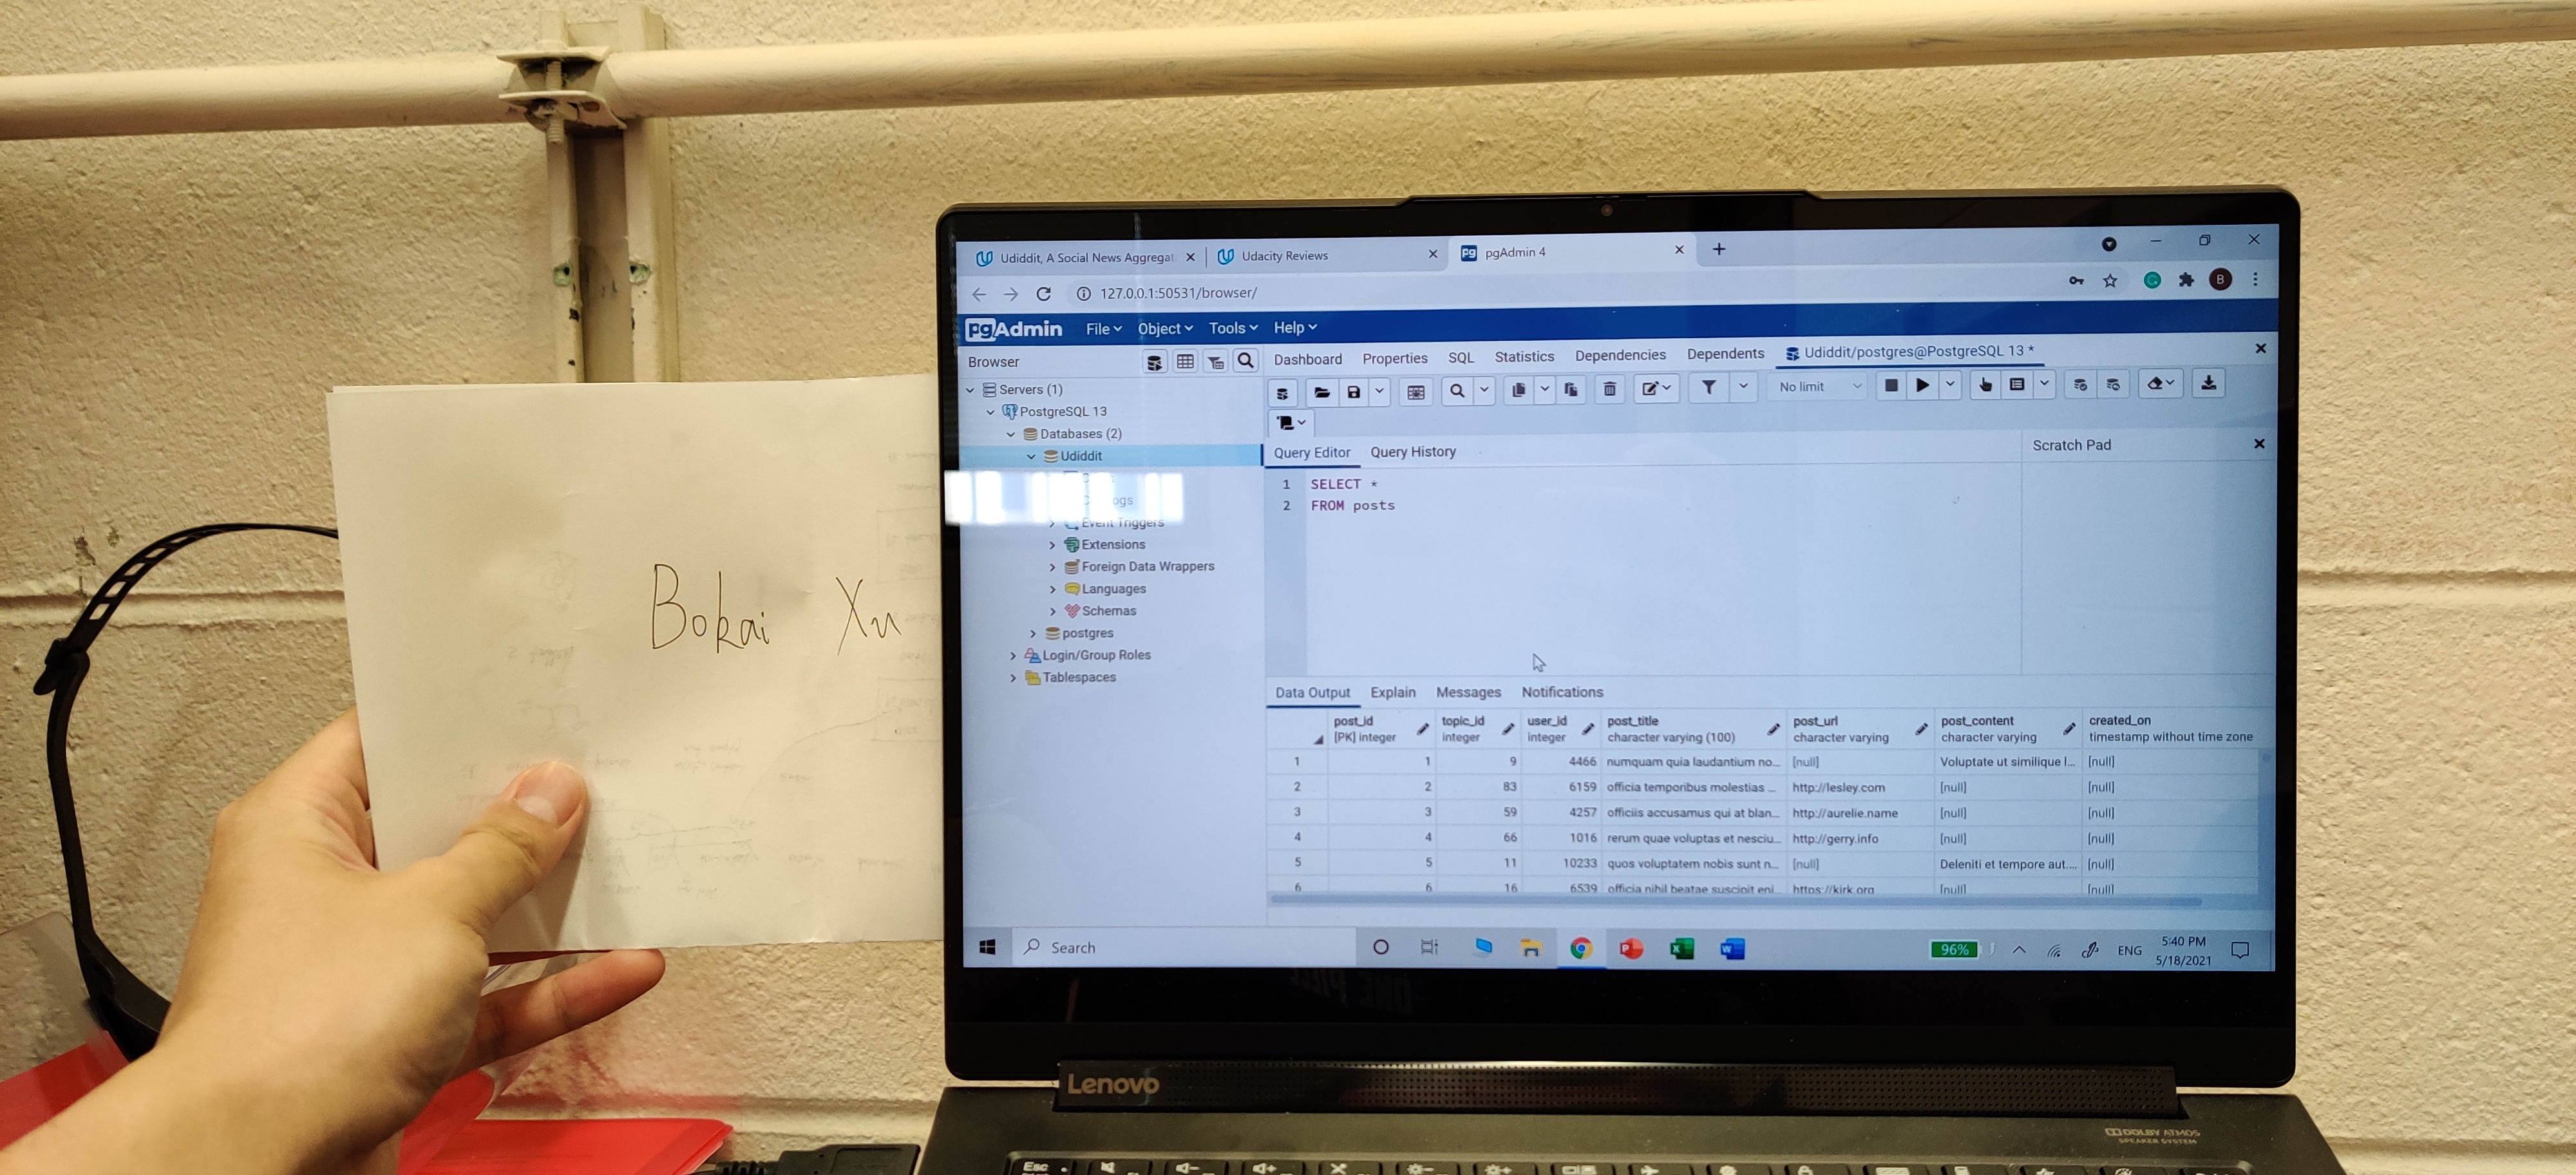 Bokai Xu
Udiddit, A Social News Aggregat
Udacity Reviews
pgAdmin 4
127.0.0.1:50531/browser/
B
pgAdmin
File
Object
Tools
Help
Browser
Dashboard
Properties
SQL
Statistics
Dependencies
Dependents
Udiddit/postgres@PostgreSQL 13 *
No limit
Servers (1)
PostgreSQL 13
Databases (2)
Udiddit
Event Triggers
Extensions
Foreign Data Wrappers
Languages
Schemas
postgres
Login/Group Roles
Tablespaces
Query Editor
Query History
Scratch Pad
1 SELECT *
2 FROM posts
Data Output
Explain
Messages
Notifications
post_id topic_id user_id post_title post_url post_content created_on
[PK] integer integer integer character varying (100) character varying character varying timestamp without time zone
1 1 9 4466 numquam quia laudantium no... [null] Voluptate ut similique l... [null]
2 2 83 6159 officia temporibus molestias ... http://lesley.com [null] [null]
3 3 59 4257 officiis accusamus qui at blan... http://aurelie.name [null] [null]
4 4 66 1016 rerum quae voluptas et nesciu... http://gerry.info [null] [null]
5 5 11 10233 quos voluptatem nobis sunt n... [null] Deleniti et tempore aut.... [null]
6 6 16 6539 officia nihil beatae suscipit eni... https://kirk.org [null] [null]
Search
96%
ENG
5:40 PM
5/18/2021
Lenovo
DOLBY ATMOS
SPEAKER SYSTEM
Esc